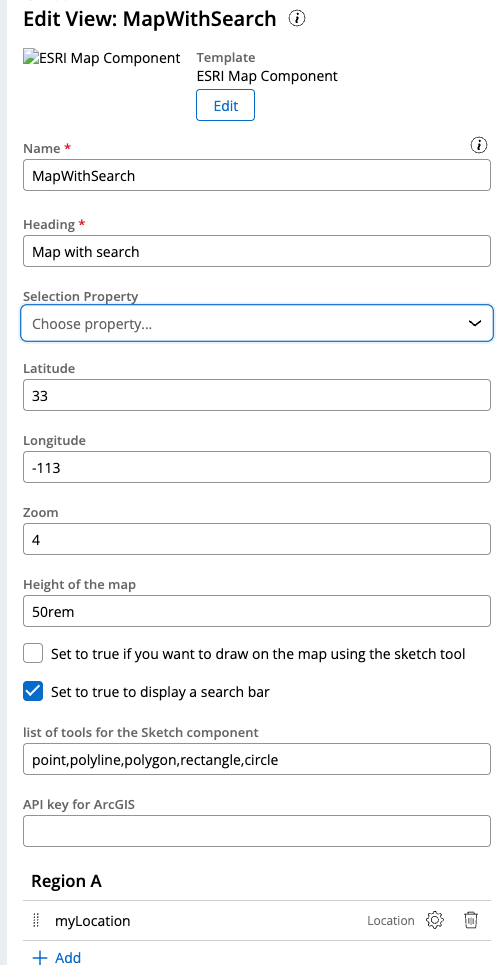 Edit View: MapWithSearch
ESRI Map Component
Template
ESRI Map Component
Edit
Name *
MapWithSearch
Heading *
Map with search
Selection Property
Choose property...
Latitude
33
Longitude
-113
Zoom
4
Height of the map
50rem
Set to true if you want to draw on the map using the sketch tool
Set to true to display a search bar
list of tools for the Sketch component
point,polyline,polygon,rectangle,circle
API key for ArcGIS
Region A
myLocation Location
Add